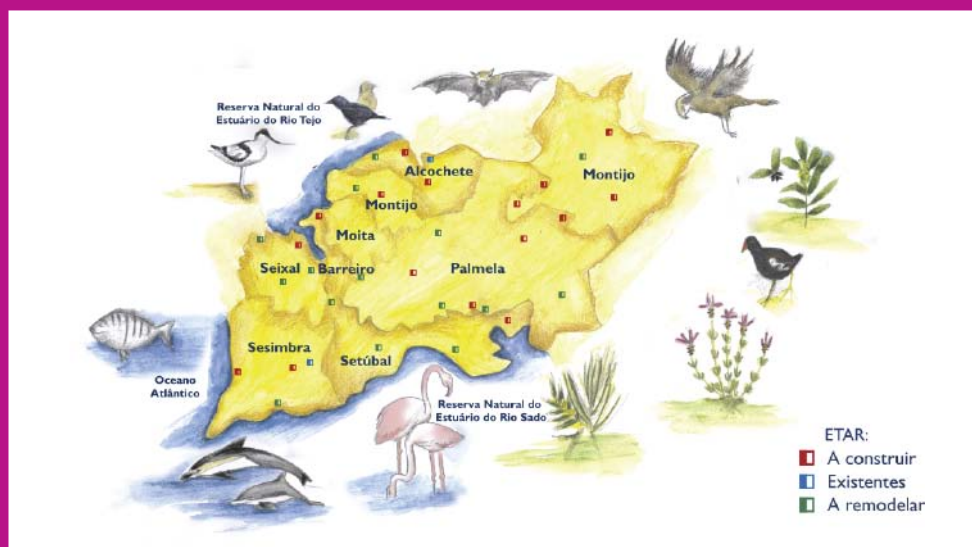 Reserva Natural do
Estuário do Rio Tejo
Alcochete
Montijo
Montijo
Moita
Seixal
Barreiro
Palmela
Sesimbra
Setúbal
Oceano
Atlântico
Reserva Natural do
Estuário do Rio Sado
ETAR:
A construir
Existentes
A remodelar